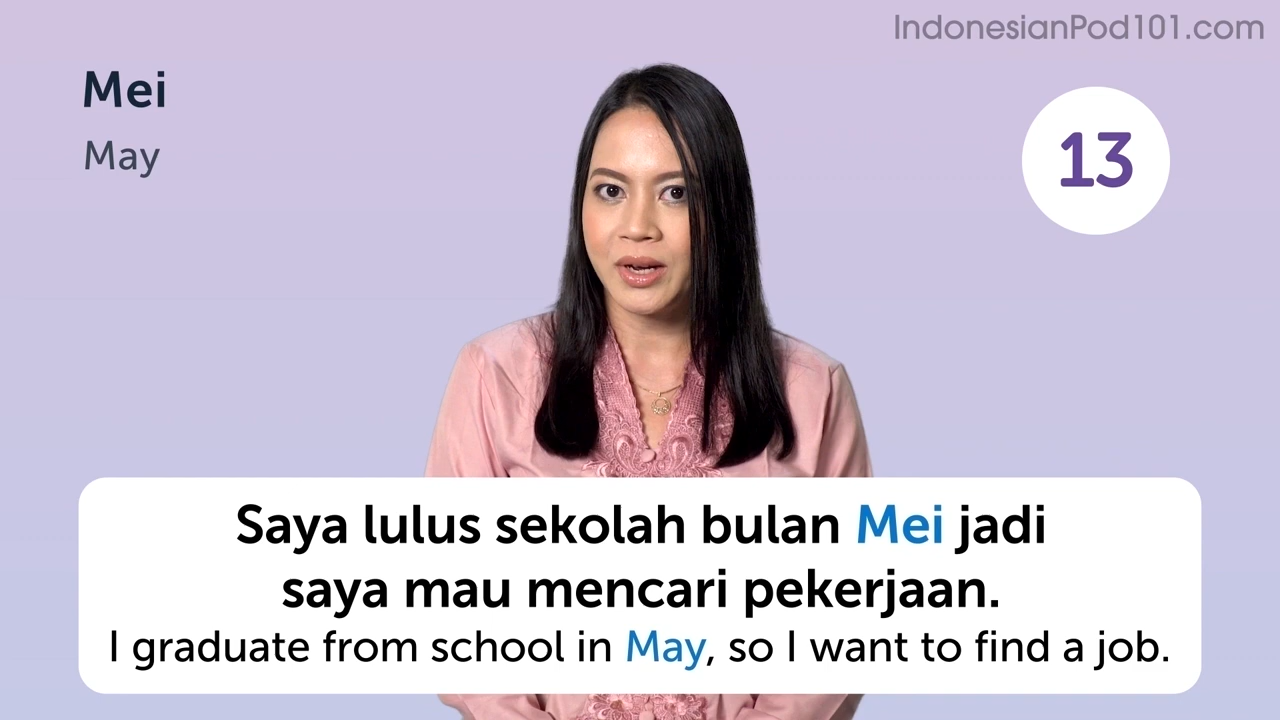 IndonesianPod101.com
Mei
May
13
Saya lulus sekolah bulan Mei jadi
saya mau mencari pekerjaan.
I graduate from school in May, so I want to find a job.